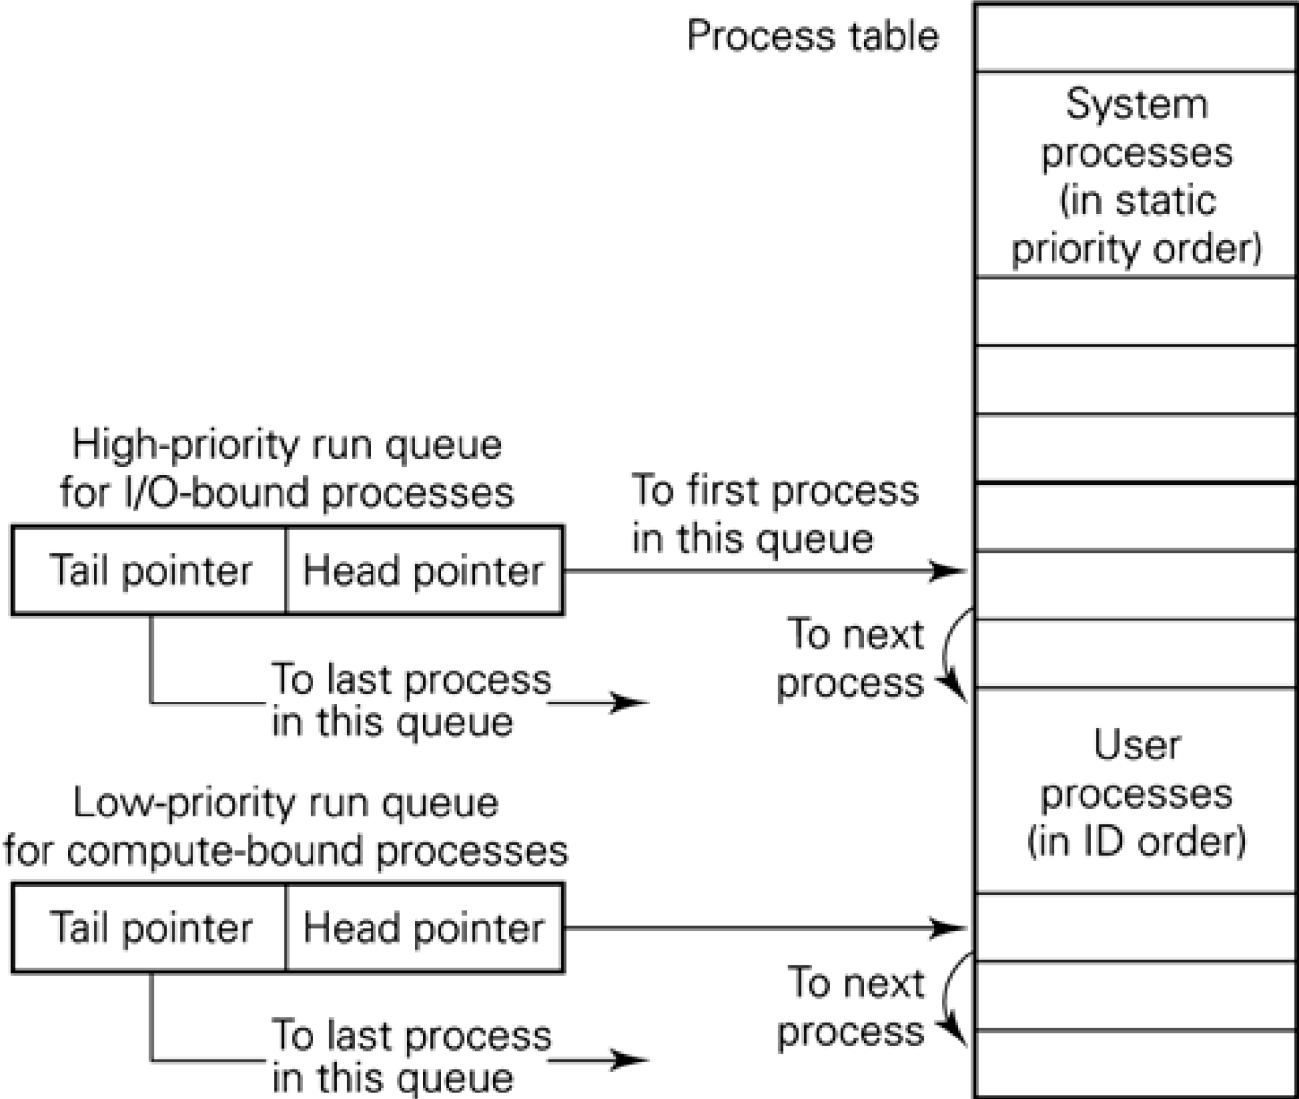 Process table
System
processes
(in static
priority order)
High-priority run queue
for I/O-bound processes
Tail pointer
Head pointer
To first process
in this queue
To next
process
To last process
in this queue
User
processes
(in ID order)
Low-priority run queue
for compute-bound processes
Tail pointer
Head pointer
To next
process
To last process
in this queue